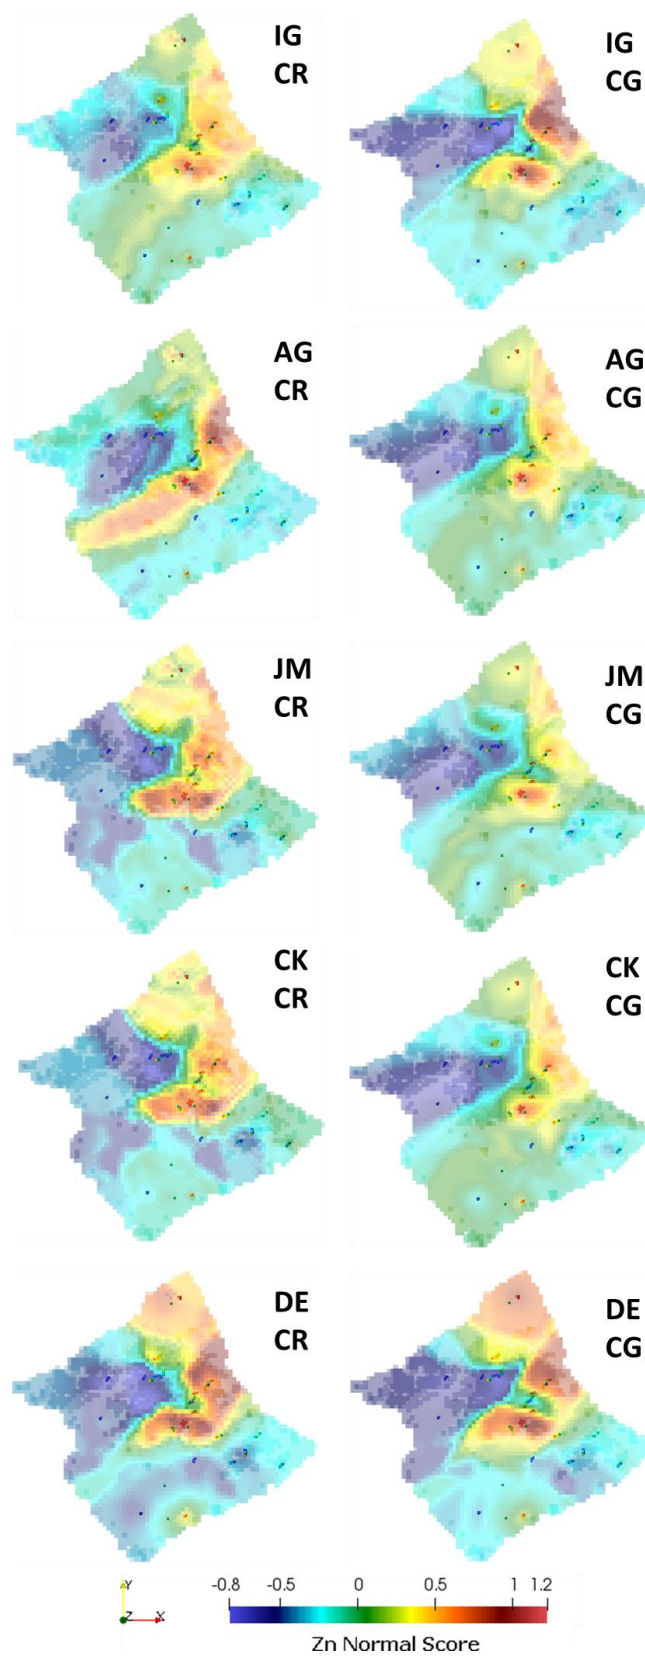 IG
CR
IG
CG
AG
CR
AG
CG
JM
CR
JM
CG
CK
CR
CK
CG
DE
CR
DE
CG
Y
Z X
-0.8 -0.5 0 0.5 1 1.2
Zn Normal Score